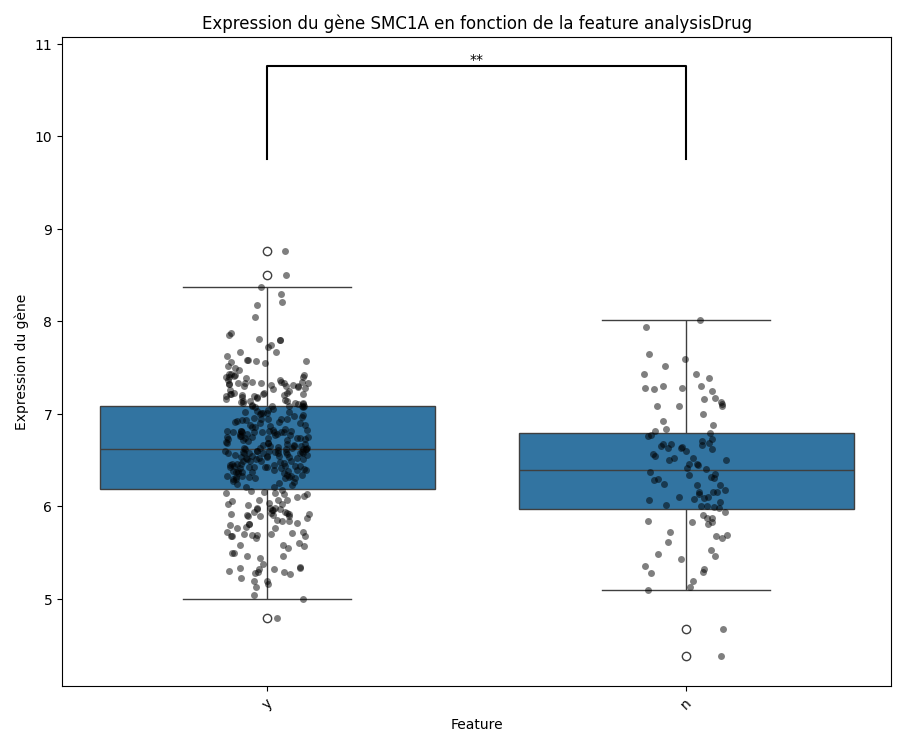 Expression du gène SMC1A en fonction de la feature analysisDrug
**
11
10
9
8
7
6
5
Expression du gène
y
n
Feature